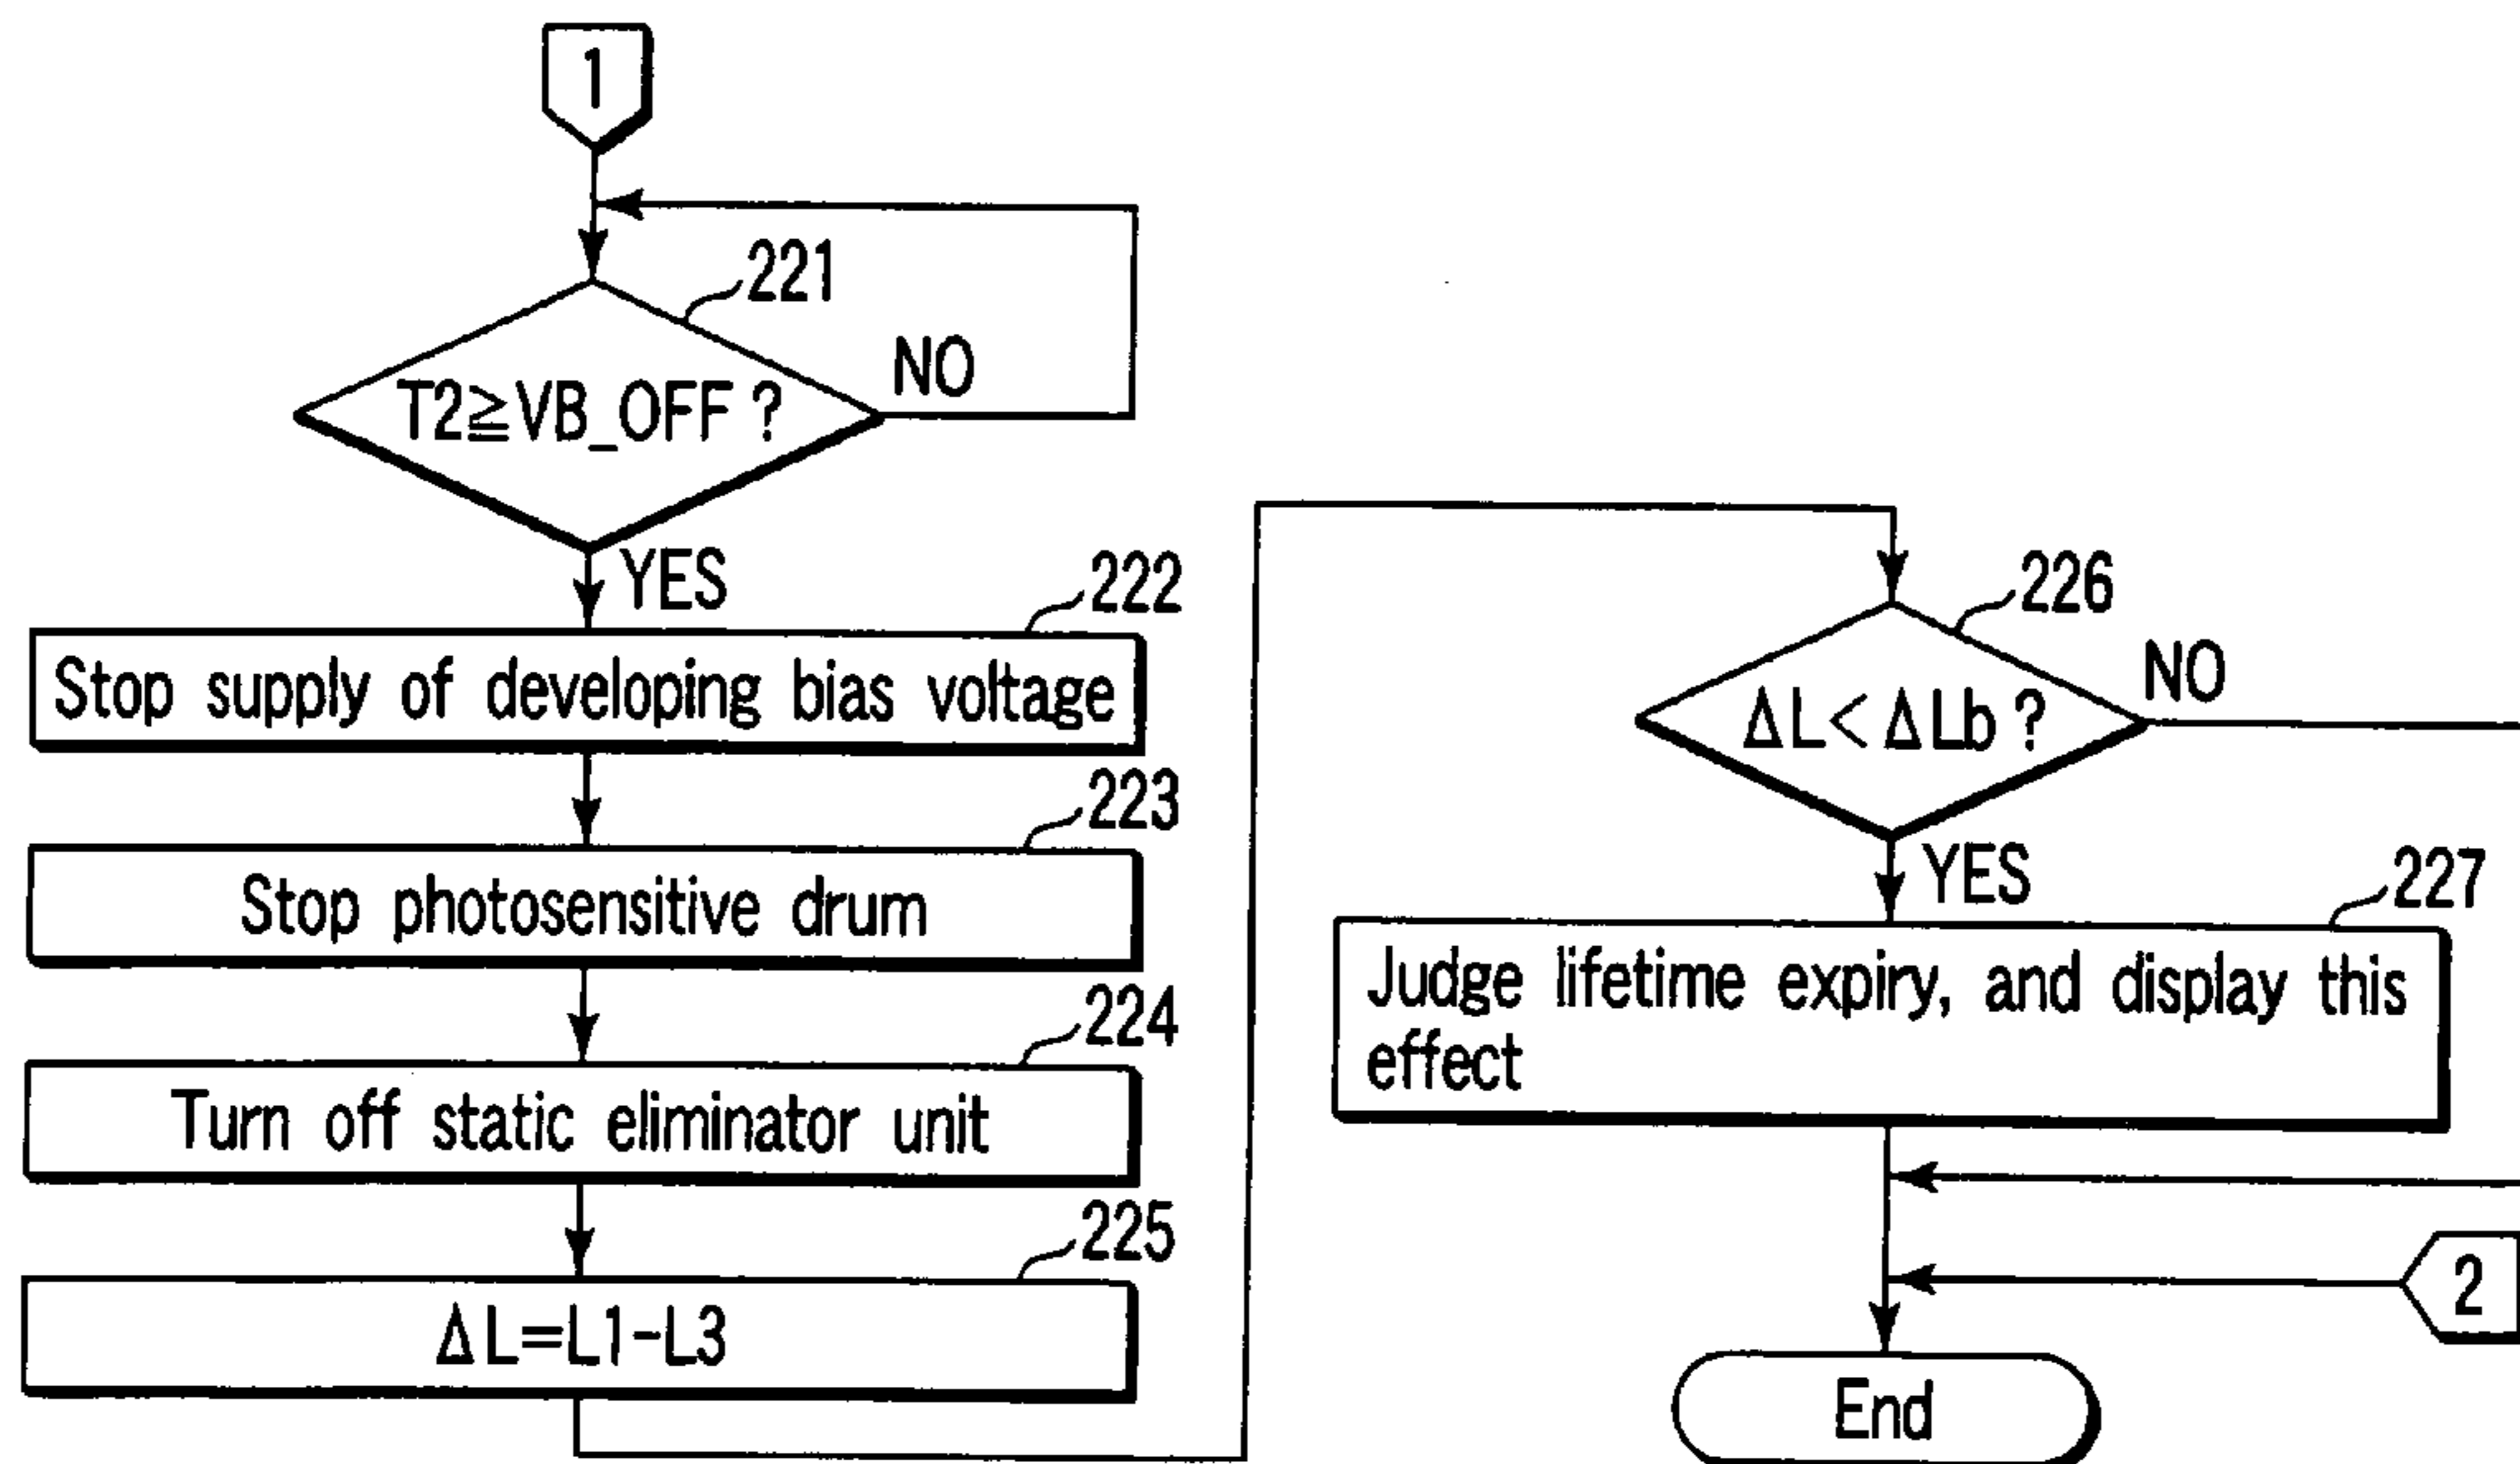 1
221
T2≧VB_OFF?
NO
YES
222
Stop supply of developing bias voltage
223
Stop photosensitive drum
224
Turn off static eliminator unit
225
ΔL=L1-L3
226
ΔL<ΔLb?
NO
YES
227
Judge lifetime expiry, and display this
effect
2
End